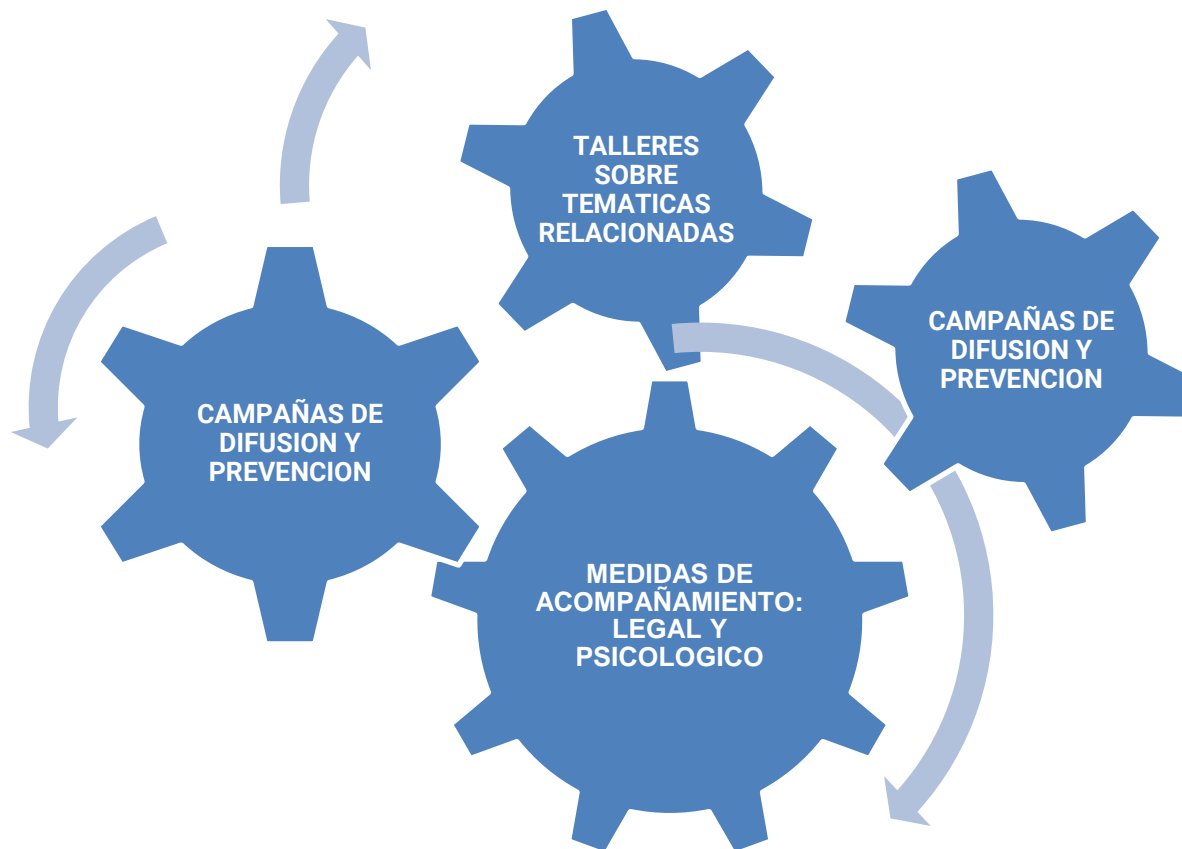 TALLERES
SOBRE
TEMATICAS
RELACIONADAS
CAMPAÑAS DE
DIFUSION Y
PREVENCION
CAMPAÑAS DE
DIFUSION Y
PREVENCION
MEDIDAS DE
ACOMPAÑAMIENTO:
LEGAL Y
PSICOLOGICO